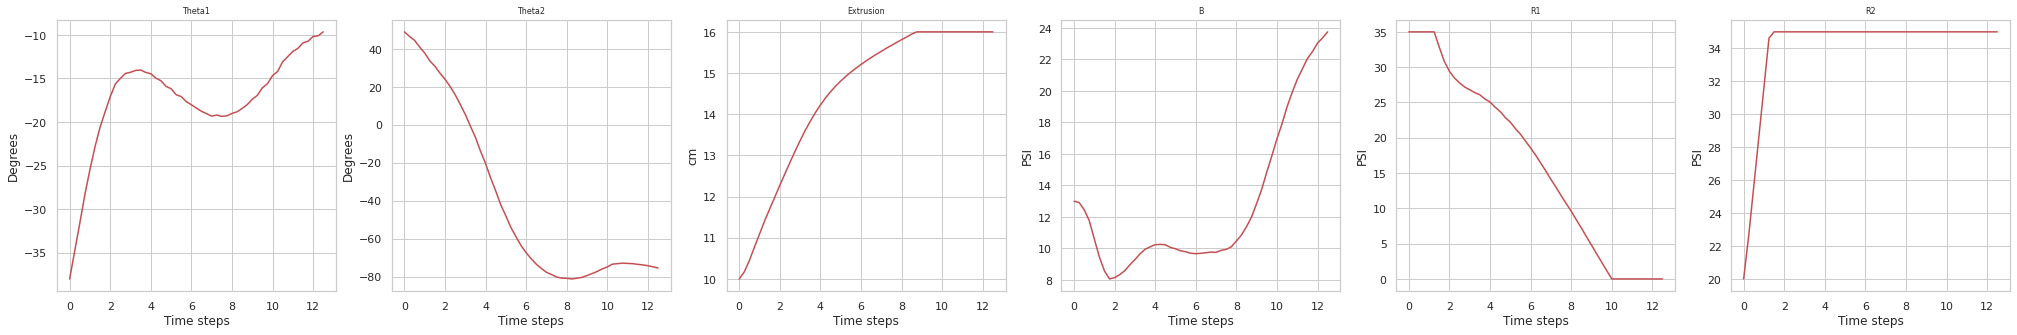 Theta1
Degrees
−10
−15
−20
−25
−30
−35
0 2 4 6 8 10 12
Time steps
Theta2
Degrees
40
20
0
−20
−40
−60
−80
0 2 4 6 8 10 12
Time steps
Extrusion
cm
16
15
14
13
12
11
10
0 2 4 6 8 10 12
Time steps
B
PSI
24
22
20
18
16
14
12
10
8
0 2 4 6 8 10 12
Time steps
R1
PSI
35
30
25
20
15
10
5
0
0 2 4 6 8 10 12
Time steps
R2
PSI
34
32
30
28
26
24
22
20
0 2 4 6 8 10 12
Time steps